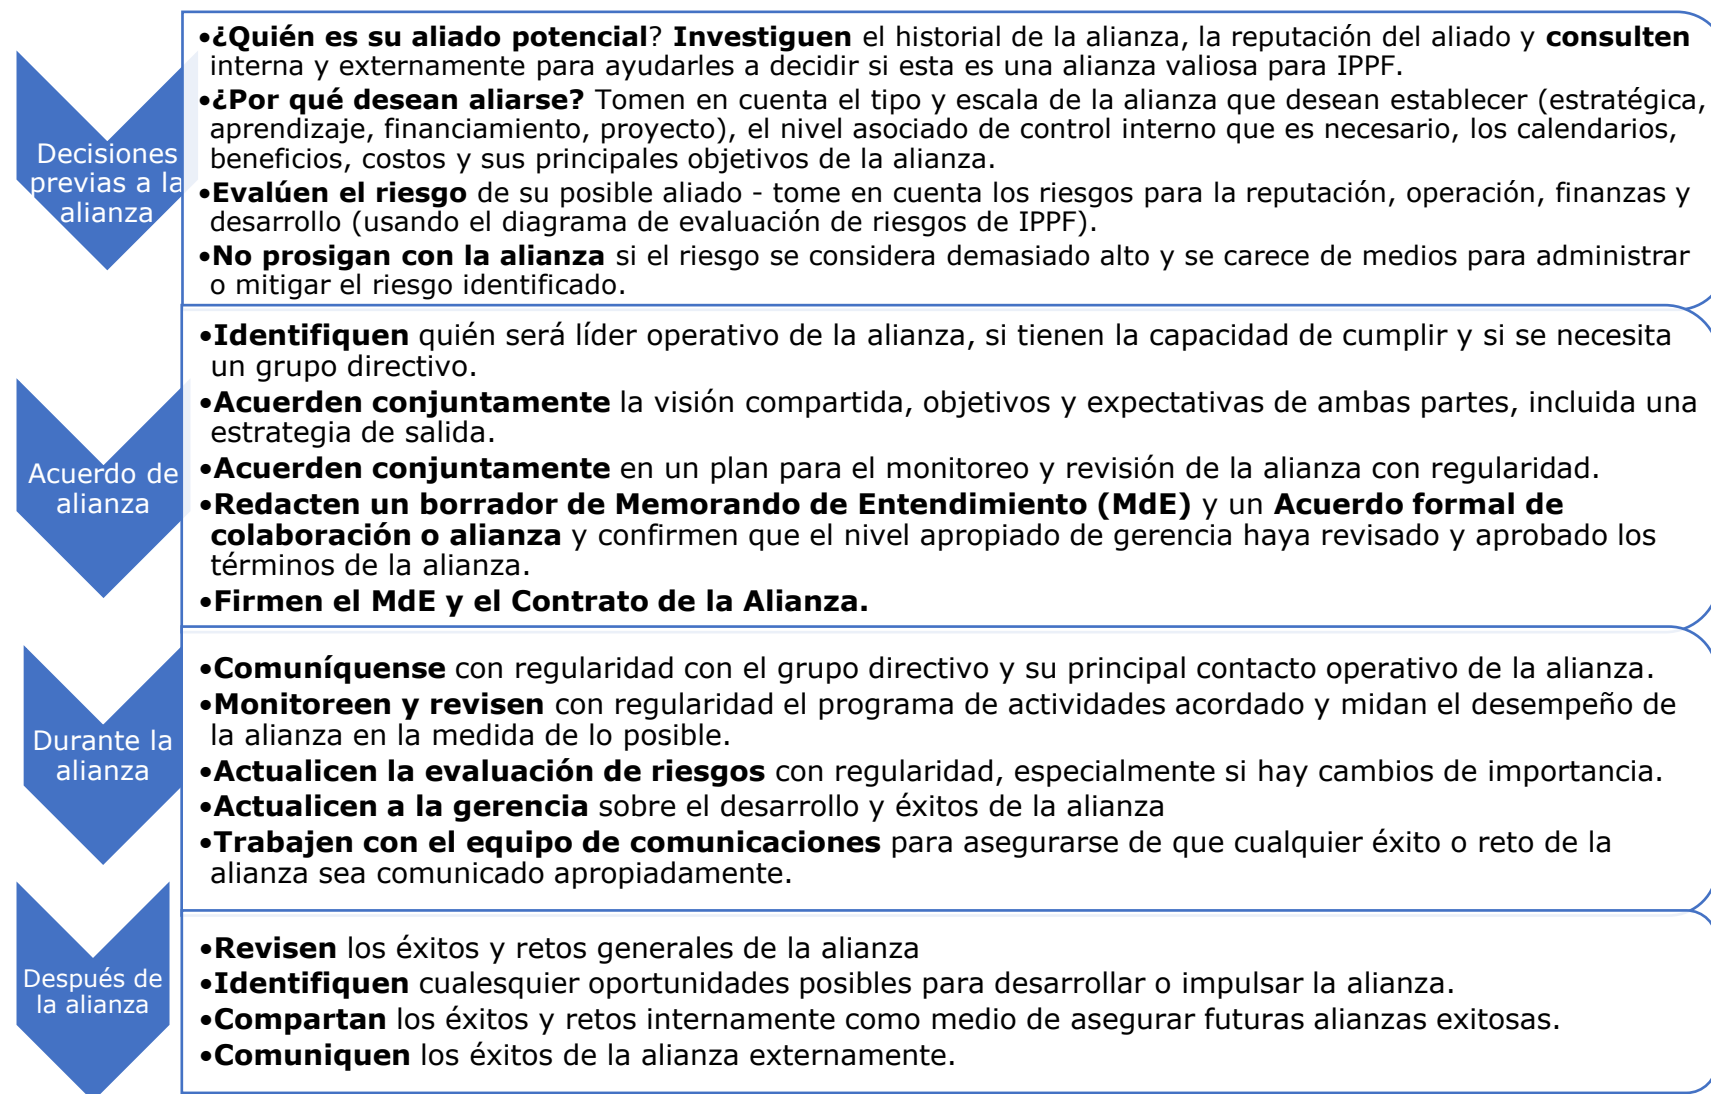 Decisiones
previas a la
alianza
•¿Quién es su aliado potencial? Investiguen el historial de la alianza, la reputación del aliado y consulten
interna y externamente para ayudarles a decidir si esta es una alianza valiosa para IPPF.
•¿Por qué desean aliarse? Tomen en cuenta el tipo y escala de la alianza que desean establecer (estratégica,
aprendizaje, financiamiento, proyecto), el nivel asociado de control interno que es necesario, los calendarios,
beneficios, costos y sus principales objetivos de la alianza.
•Evalúen el riesgo de su posible aliado - tome en cuenta los riesgos para la reputación, operación, finanzas y
desarrollo (usando el diagrama de evaluación de riesgos de IPPF).
•No prosigan con la alianza si el riesgo se considera demasiado alto y se carece de medios para administrar
o mitigar el riesgo identificado.
Acuerdo de
alianza
•Identifiquen quién será líder operativo de la alianza, si tienen la capacidad de cumplir y si se necesita
un grupo directivo.
•Acuerden conjuntamente la visión compartida, objetivos y expectativas de ambas partes, incluida una
estrategia de salida.
•Acuerden conjuntamente en un plan para el monitoreo y revisión de la alianza con regularidad.
•Redacten un borrador de Memorando de Entendimiento (MdE) y un Acuerdo formal de
colaboración o alianza y confirmen que el nivel apropiado de gerencia haya revisado y aprobado los
términos de la alianza.
•Firmen el MdE y el Contrato de la Alianza.
Durante la
alianza
•Comuníquense con regularidad con el grupo directivo y su principal contacto operativo de la alianza.
•Monitoreen y revisen con regularidad el programa de actividades acordado y midan el desempeño de
la alianza en la medida de lo posible.
•Actualicen la evaluación de riesgos con regularidad, especialmente si hay cambios de importancia.
•Actualicen a la gerencia sobre el desarrollo y éxitos de la alianza
•Trabajen con el equipo de comunicaciones para asegurarse de que cualquier éxito o reto de la
alianza sea comunicado apropiadamente.
Después de
la alianza
•Revisen los éxitos y retos generales de la alianza
•Identifiquen cualesquier oportunidades posibles para desarrollar o impulsar la alianza.
•Compartan los éxitos y retos internamente como medio de asegurar futuras alianzas exitosas.
•Comuniquen los éxitos de la alianza externamente.